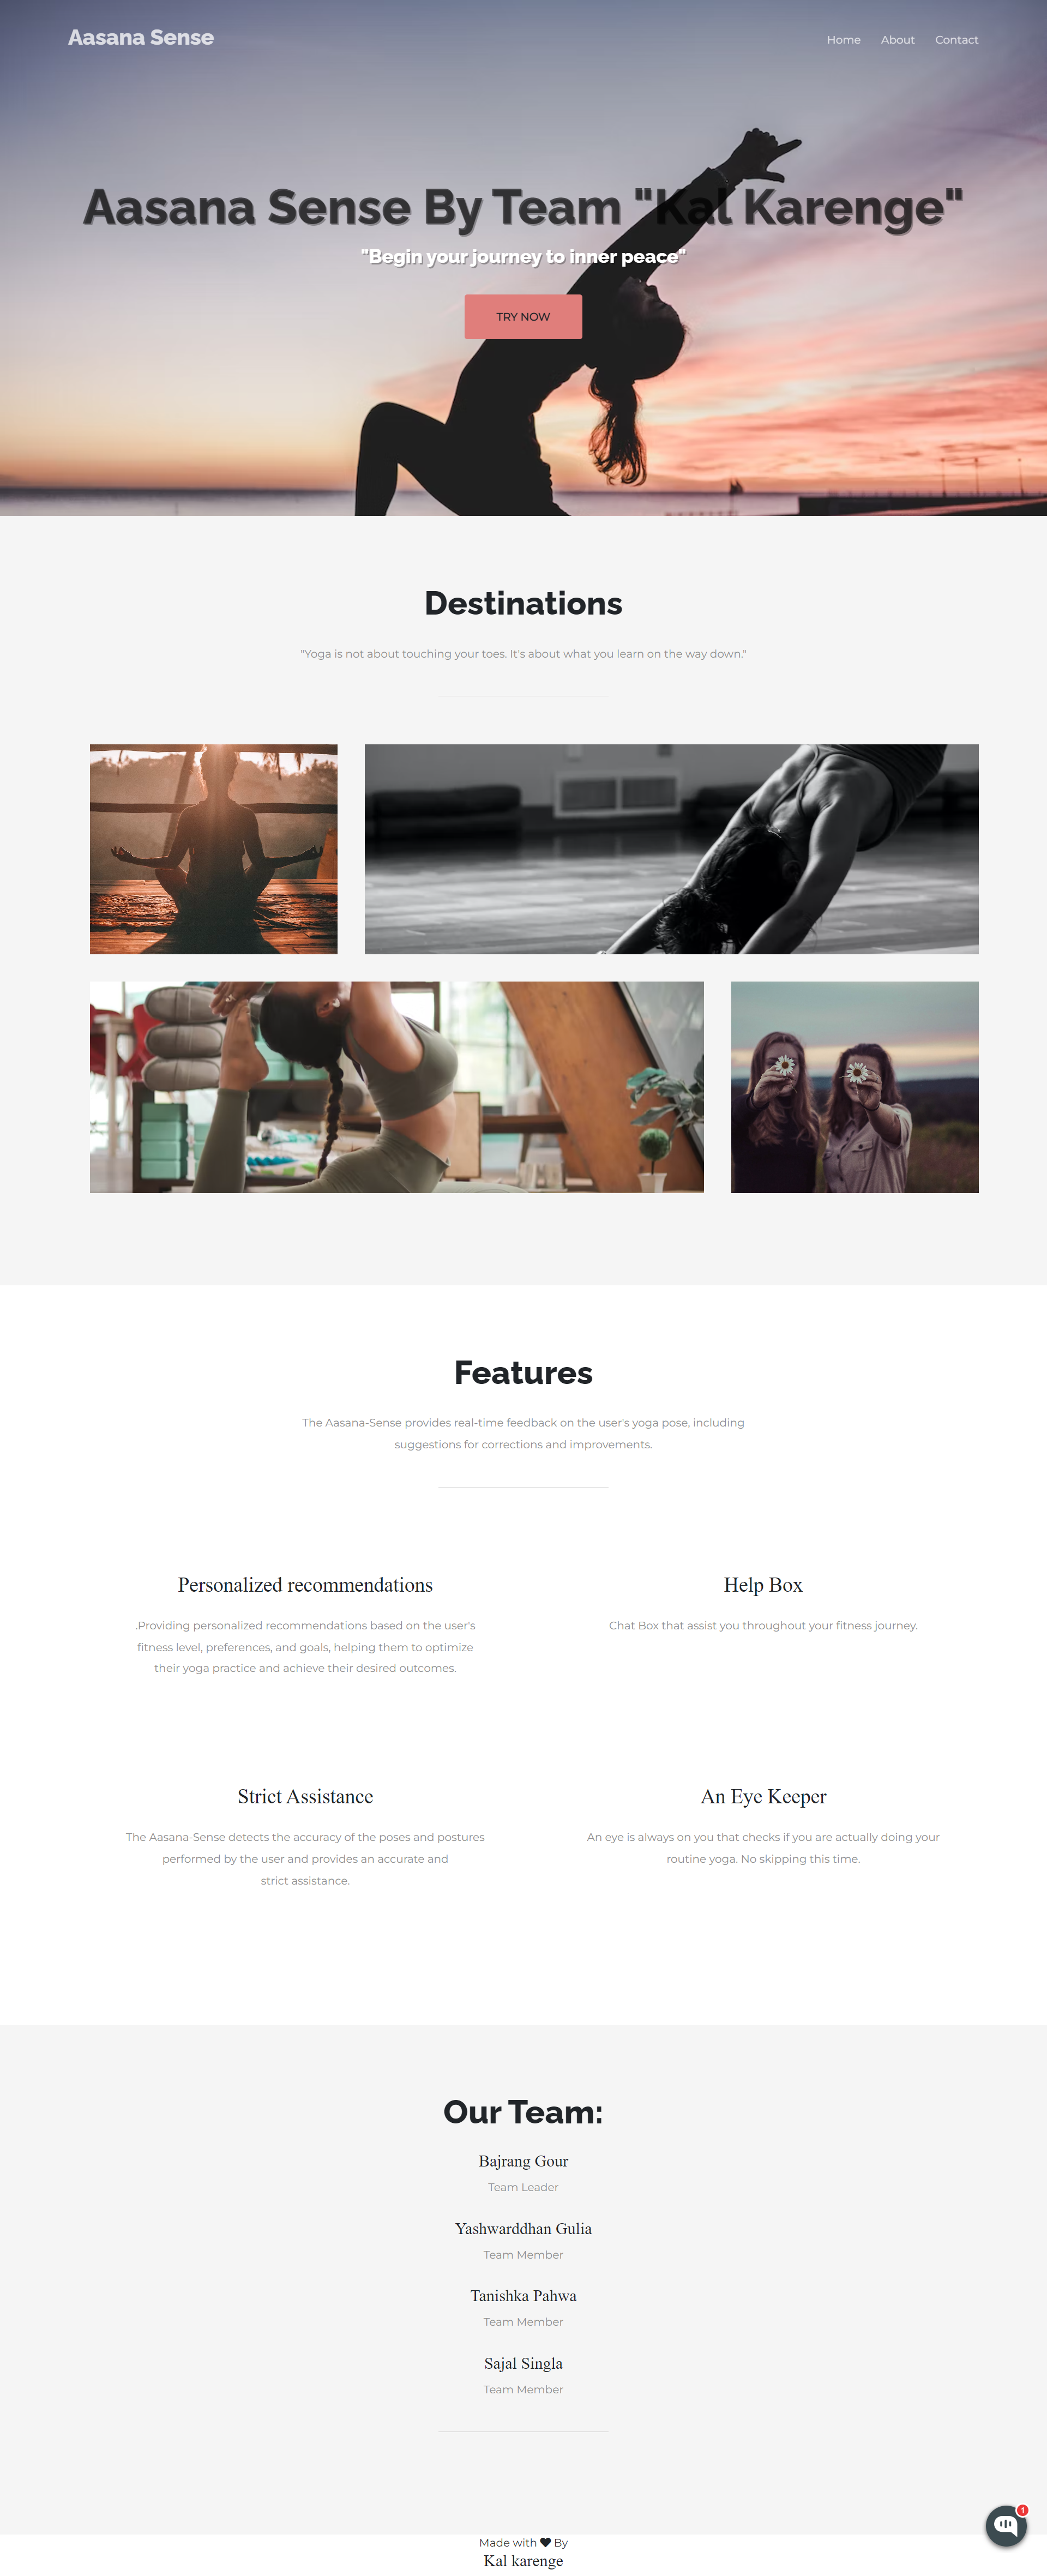 Aasana Sense
Home About Contact
Aasana Sense By Team "Kal Karenge"
"Begin your journey to inner peace"
TRY NOW
Destinations
"Yoga is not about touching your toes. It's about what you learn on the way down."
Features
The Aasana-Sense provides real-time feedback on the user's yoga pose, including
suggestions for corrections and improvements.
Personalized recommendations
.Providing personalized recommendations based on the user's
fitness level, preferences, and goals, helping them to optimize
their yoga practice and achieve their desired outcomes.
Help Box
Chat Box that assist you throughout your fitness journey.
Strict Assistance
The Aasana-Sense detects the accuracy of the poses and postures
performed by the user and provides an accurate and
strict assistance.
An Eye Keeper
An eye is always on you that checks if you are actually doing your
routine yoga. No skipping this time.
Our Team:
Bajrang Gour
Team Leader
Yashwarddhan Gulia
Team Member
Tanishka Pahwa
Team Member
Sajal Singla
Team Member
1
Made with ♥ By
Kal karenge